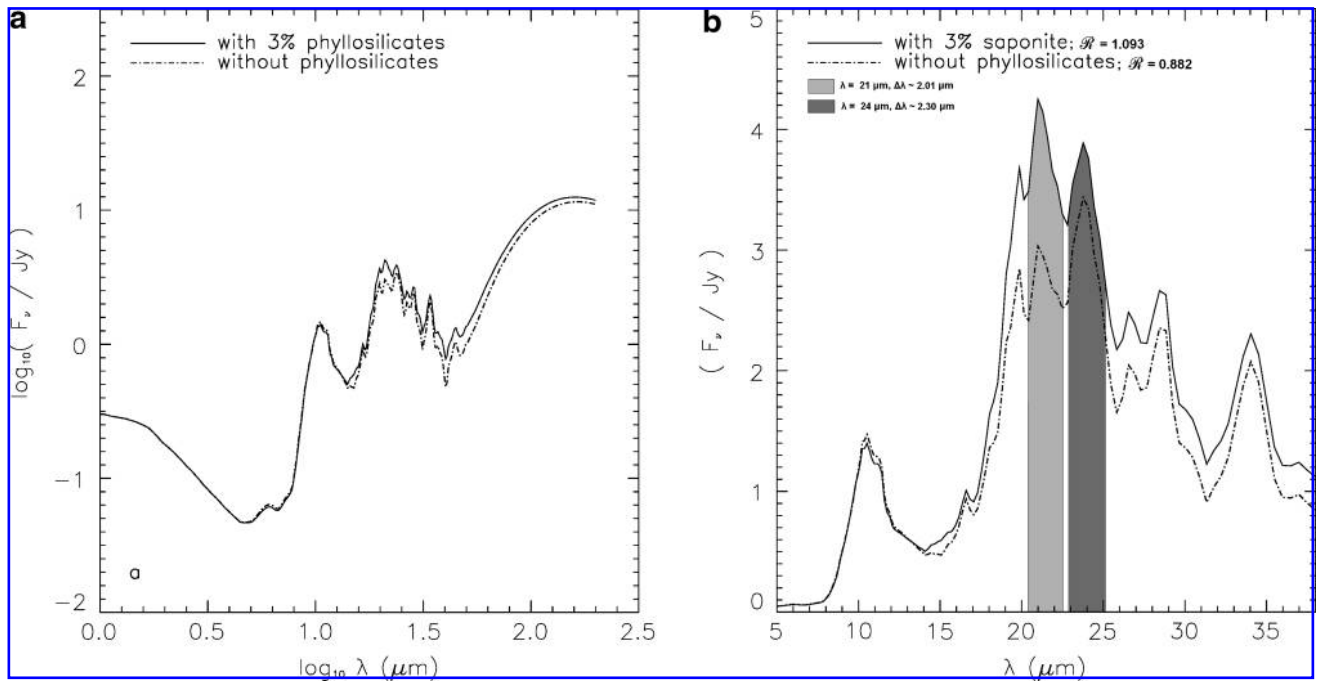 a
with 3% phyllosilicates
without phyllosilicates
log₁₀( Fᵥ / Jy)
2
1
0
−1
−2
a
0.0 0.5 1.0 1.5 2.0 2.5
log₁₀ λ (μm)
b
with 3% saponite; ℛ = 1.093
without phyllosilicates; ℛ = 0.882
λ = 21 μm, Δλ ~ 2.01 μm
λ = 24 μm, Δλ ~ 2.30 μm
( Fᵥ / Jy)
5
4
3
2
1
0
5 10 15 20 25 30 35
λ (μm)